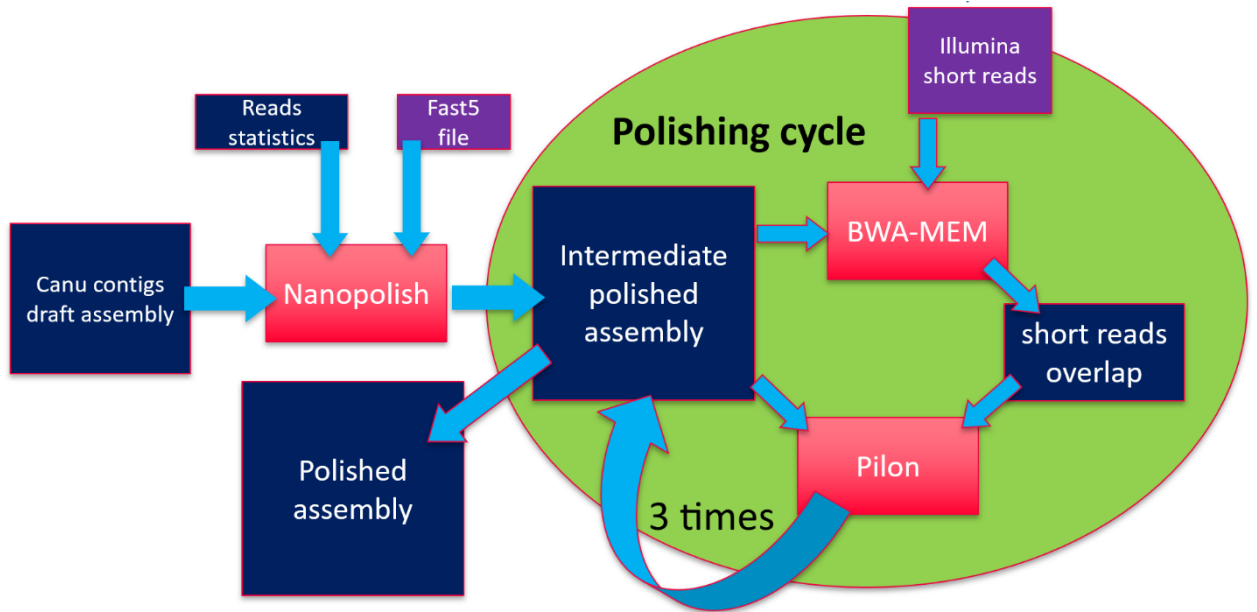 Illumina
short reads
Reads
statistics
Fast5
file
Polishing cycle
Canu contigs
draft assembly
Nanopolish
Intermediate
polished
assembly
BWA-MEM
short reads
overlap
Polished
assembly
Pilon
3 times